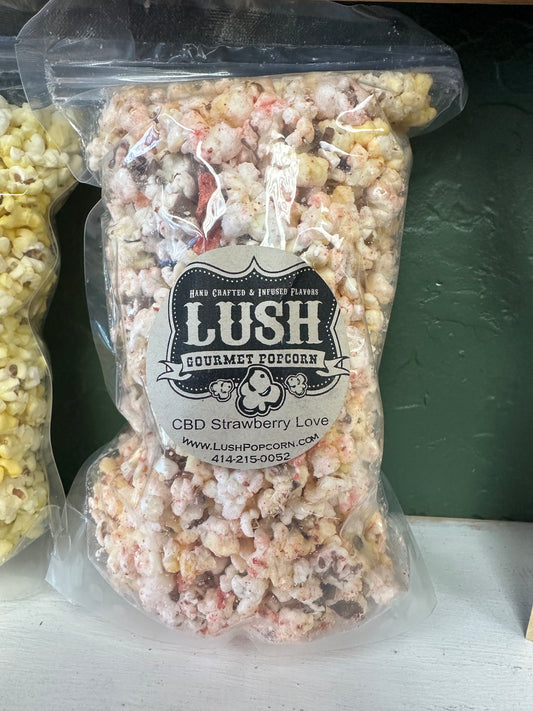 Hand Crafted & Infused Flavors
LUSH
GOURMET POPCORN
CBD Strawberry Love
www.LushPopcorn.com
414-215-0052